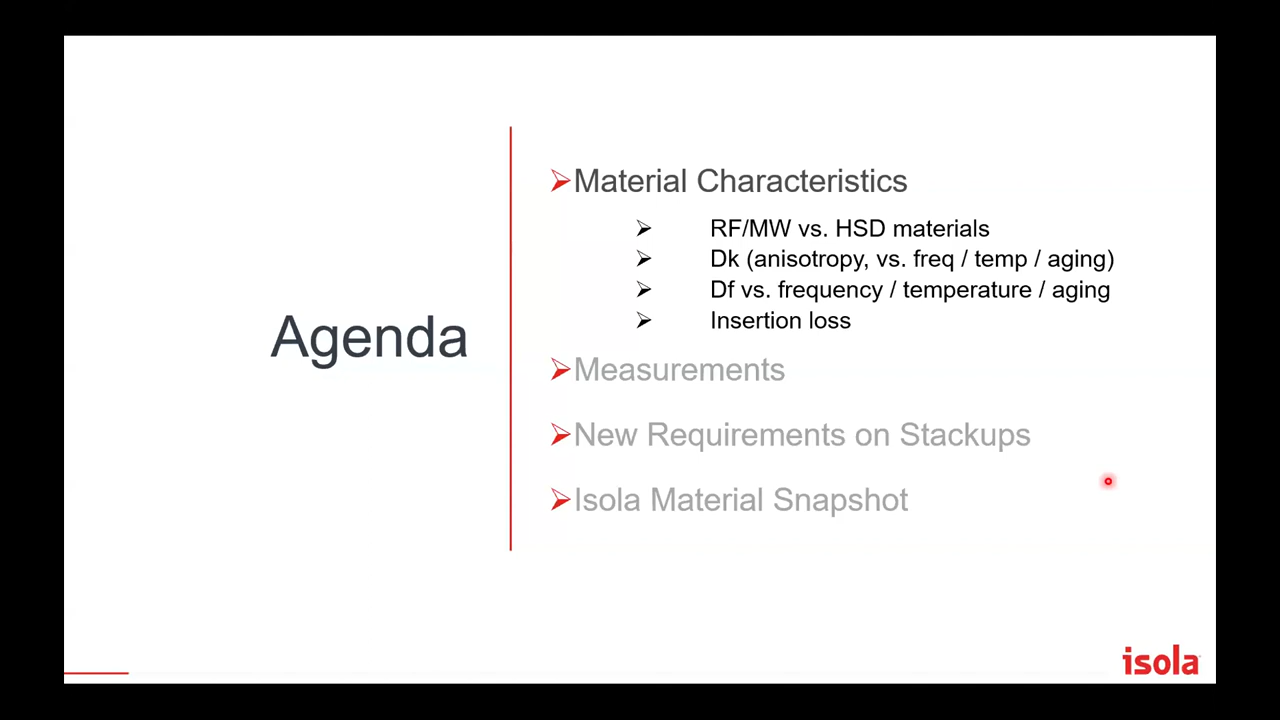 Agenda
Material Characteristics
RF/MW vs. HSD materials
Dk (anisotropy, vs. freq / temp / aging)
Df vs. frequency / temperature / aging
Insertion loss
Measurements
New Requirements on Stackups
Isola Material Snapshot
isola